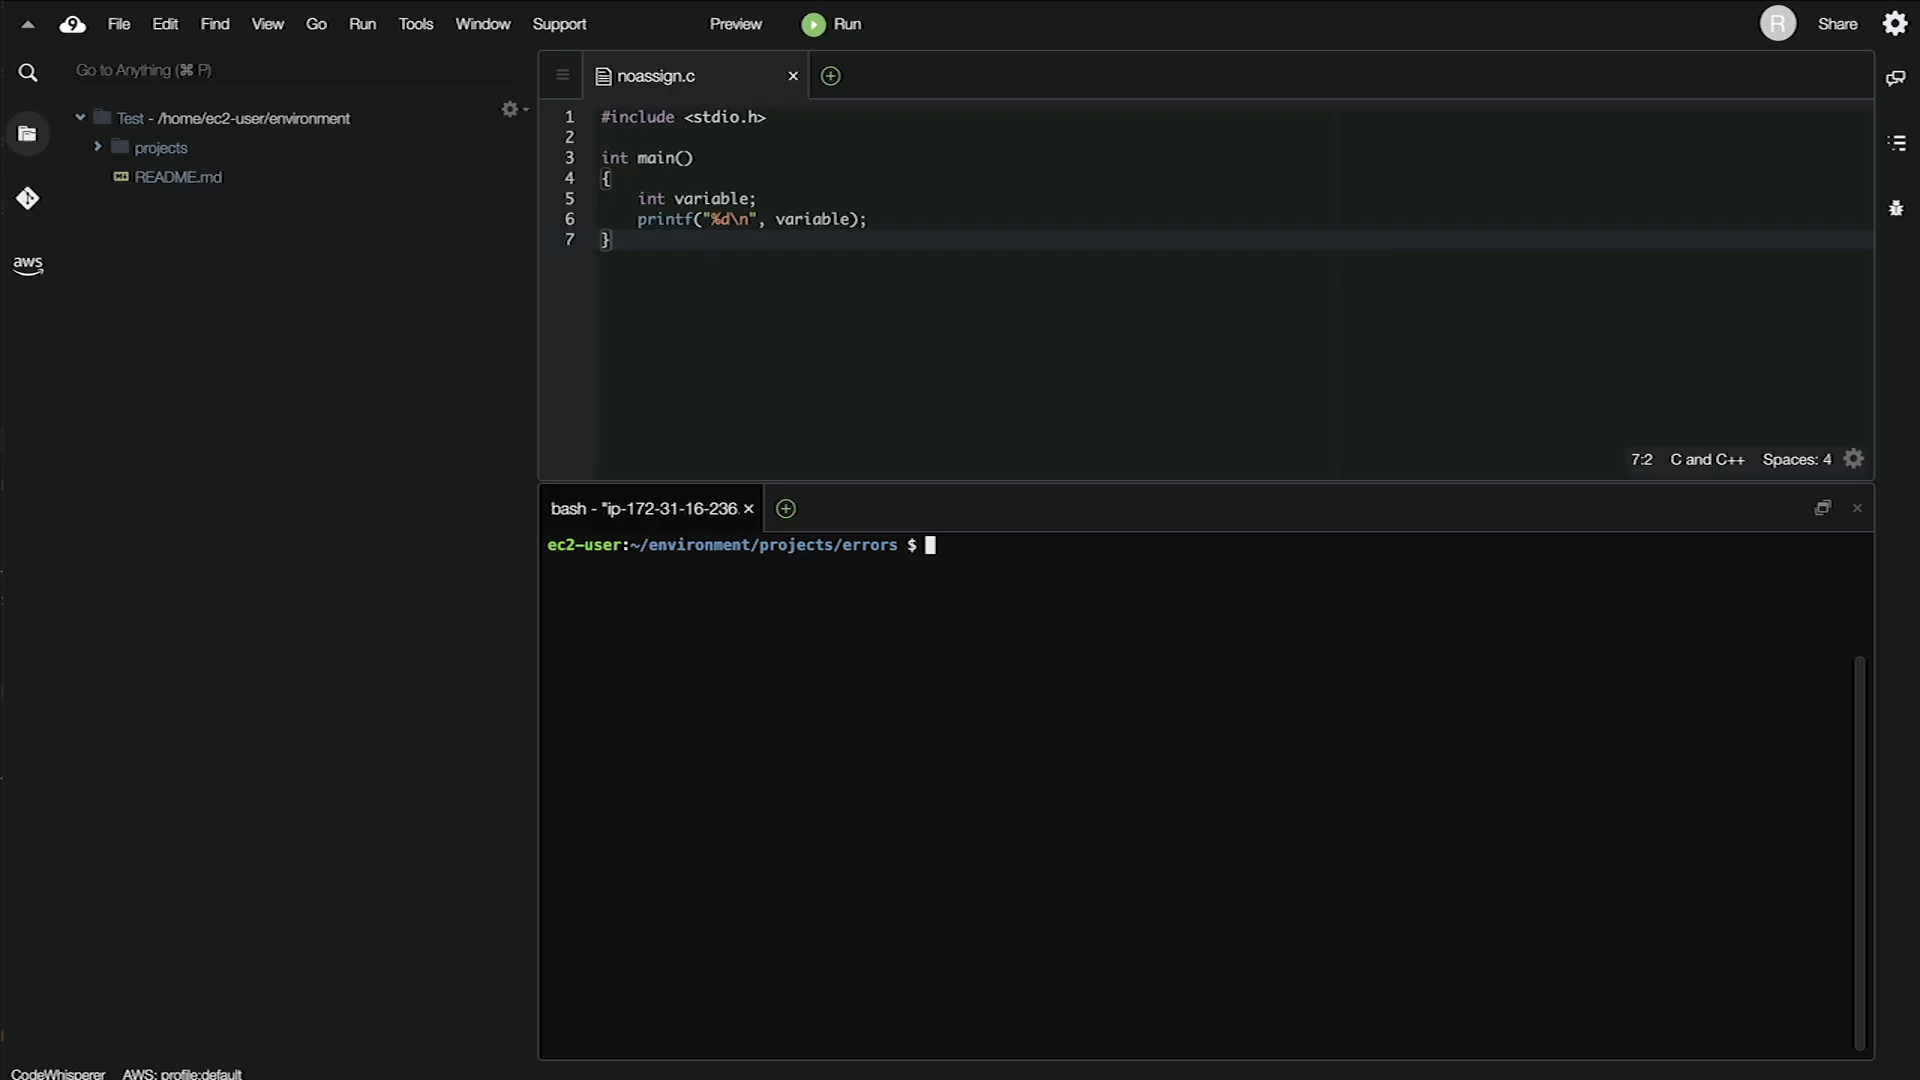 File Edit Find View Go Run Tools Window Support Preview Run R Share
Go to Anything (⌘ P)
Test - /home/ec2-user/environment
projects
README.md
aws
noassign.c
1 #include <stdio.h>
2
3 int main()
4 {
5     int variable;
6     printf("%d\n", variable);
7 }
7:2 C and C++ Spaces: 4
bash - "ip-172-31-16-236.
ec2-user:~/environment/projects/errors $
CodeWhisperer AWS: profile:default